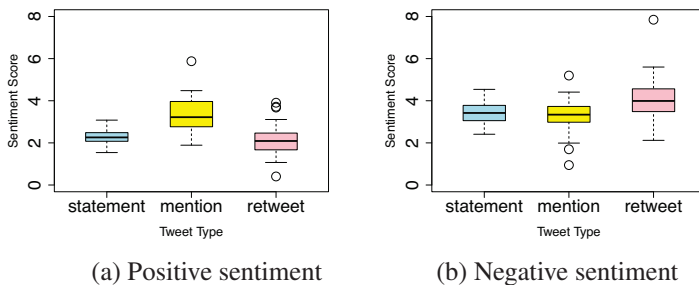 8
6
4
2
0
Sentiment Score
statement mention retweet
Tweet Type
(a) Positive sentiment
8
6
4
2
0
Sentiment Score
statement mention retweet
Tweet Type
(b) Negative sentiment